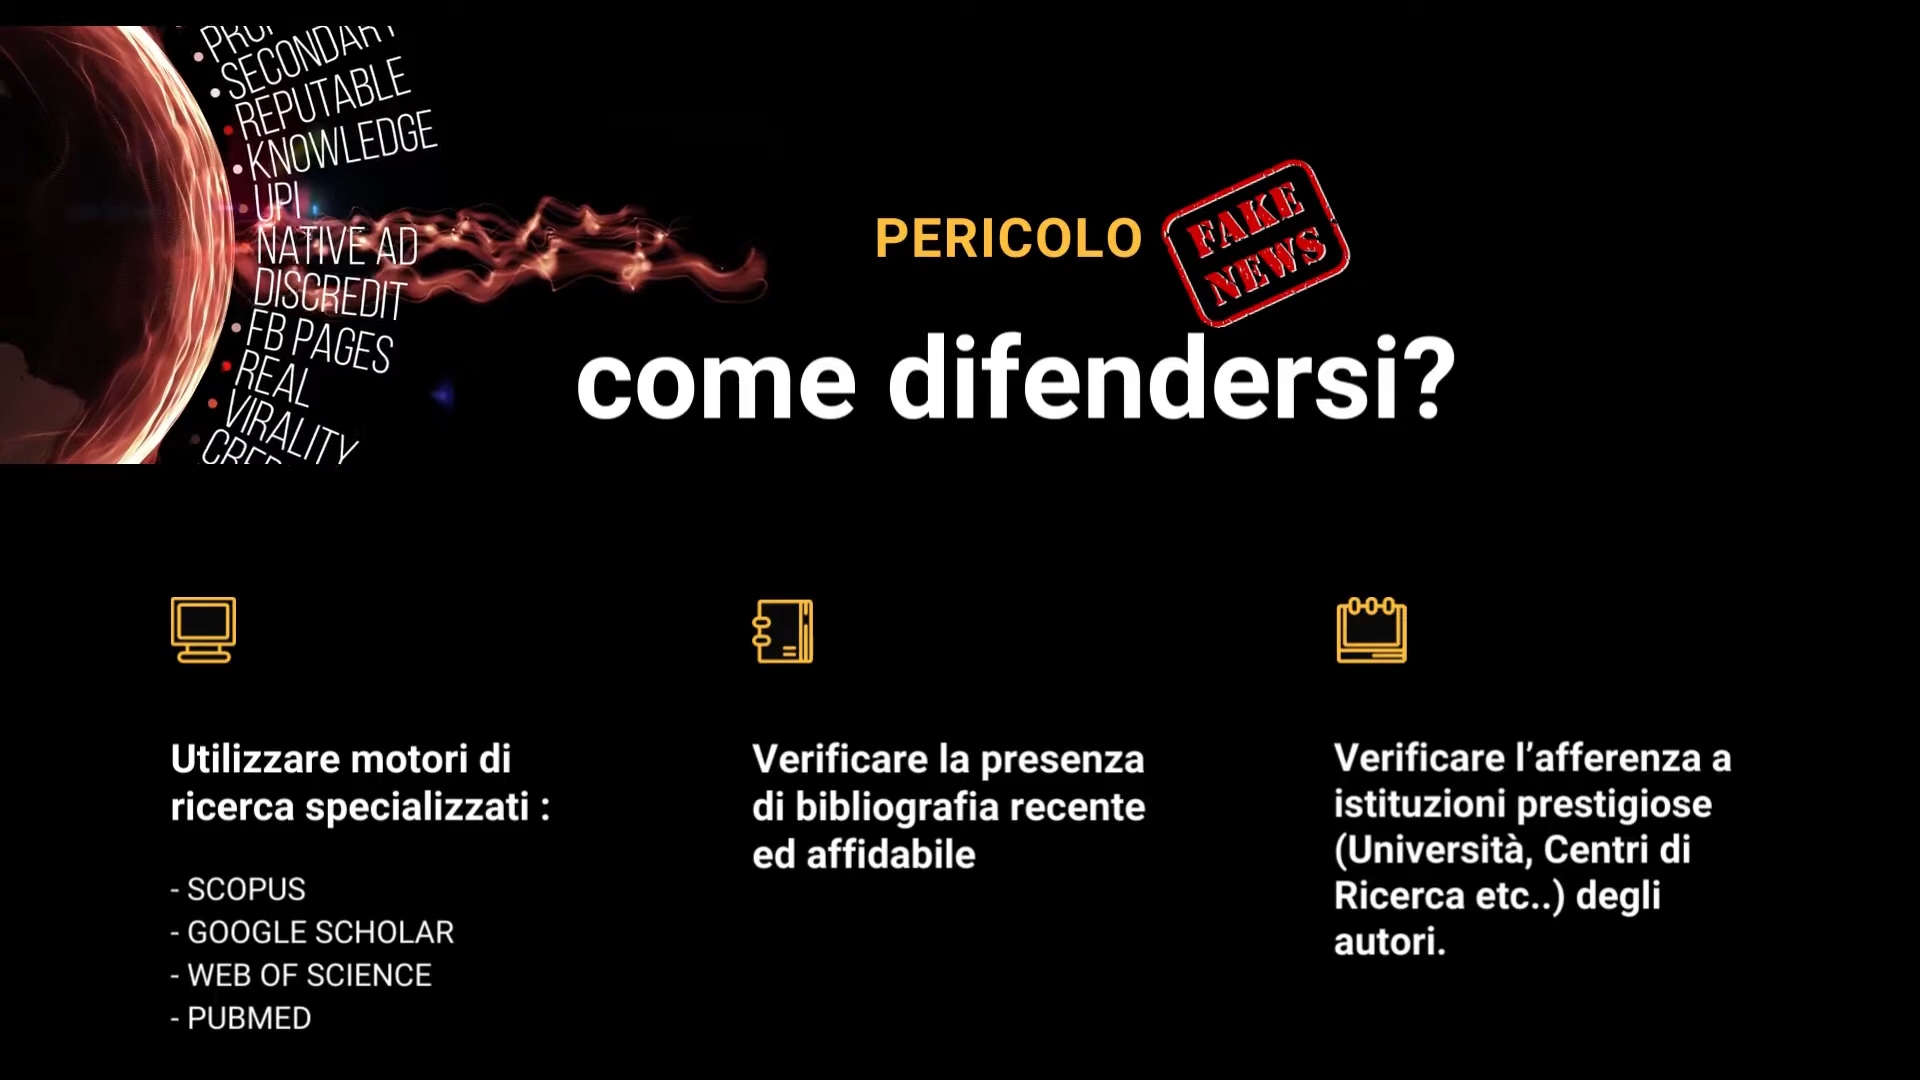 SECONDARY
REPUTABLE
KNOWLEDGE
UPI
NATIVE AD
DISCREDIT
FB PAGES
REAL
VIRALITY
PERICOLO
FAKE
NEWS
come difendersi?
Utilizzare motori di
ricerca specializzati :
- SCOPUS
- GOOGLE SCHOLAR
- WEB OF SCIENCE
- PUBMED
Verificare la presenza
di bibliografia recente
ed affidabile
Verificare l’afferenza a
istituzioni prestigiose
(Università, Centri di
Ricerca etc..) degli
autori.